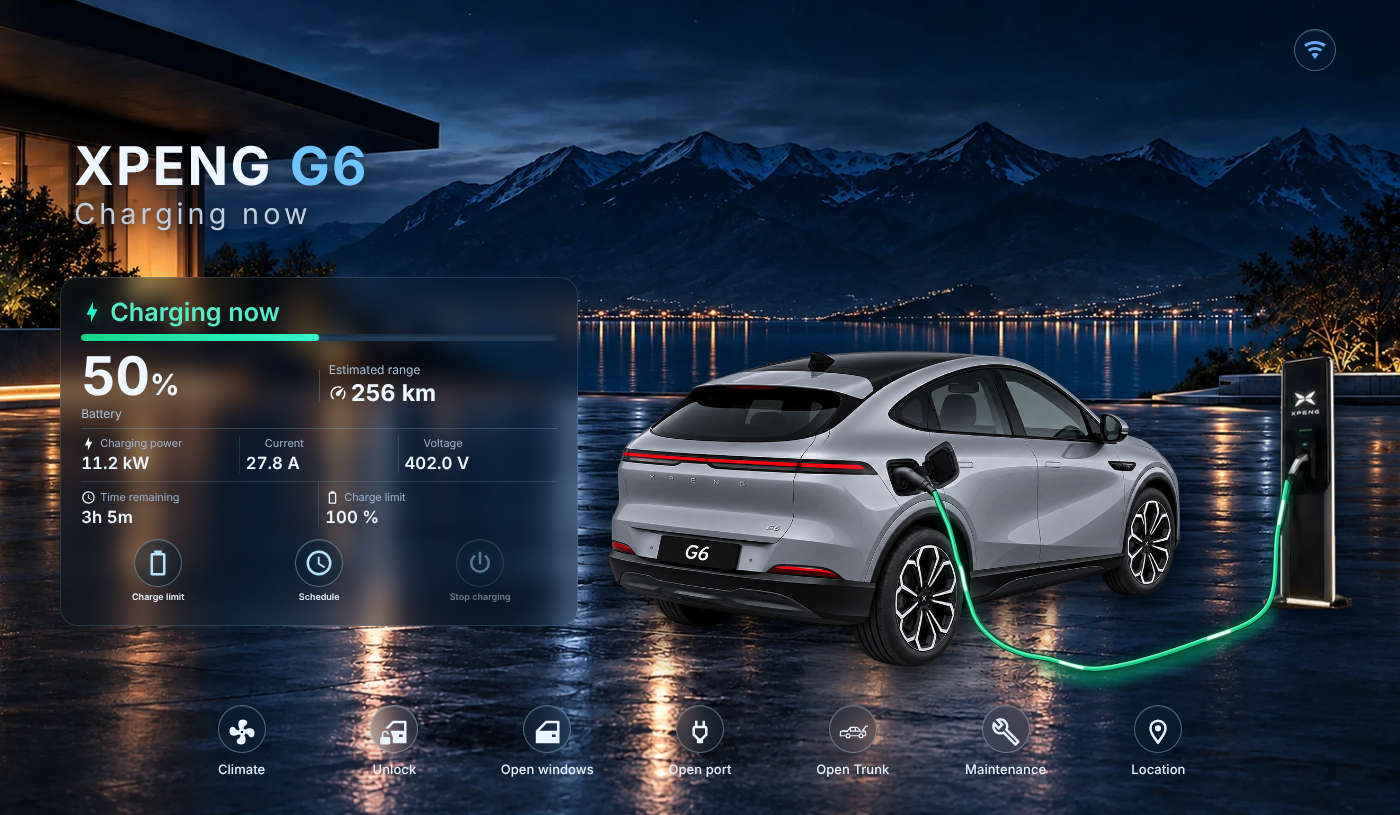 XPENG G6
Charging now
Charging now
50%
Battery
Estimated range
256 km
Charging power
11.2 kW
Current
27.8 A
Voltage
402.0 V
Time remaining
3h 5m
Charge limit
100 %
Charge limit
Schedule
Stop charging
XPENG
XPENG
G6
G6
Climate
Unlock
Open windows
Open port
Open Trunk
Maintenance
Location